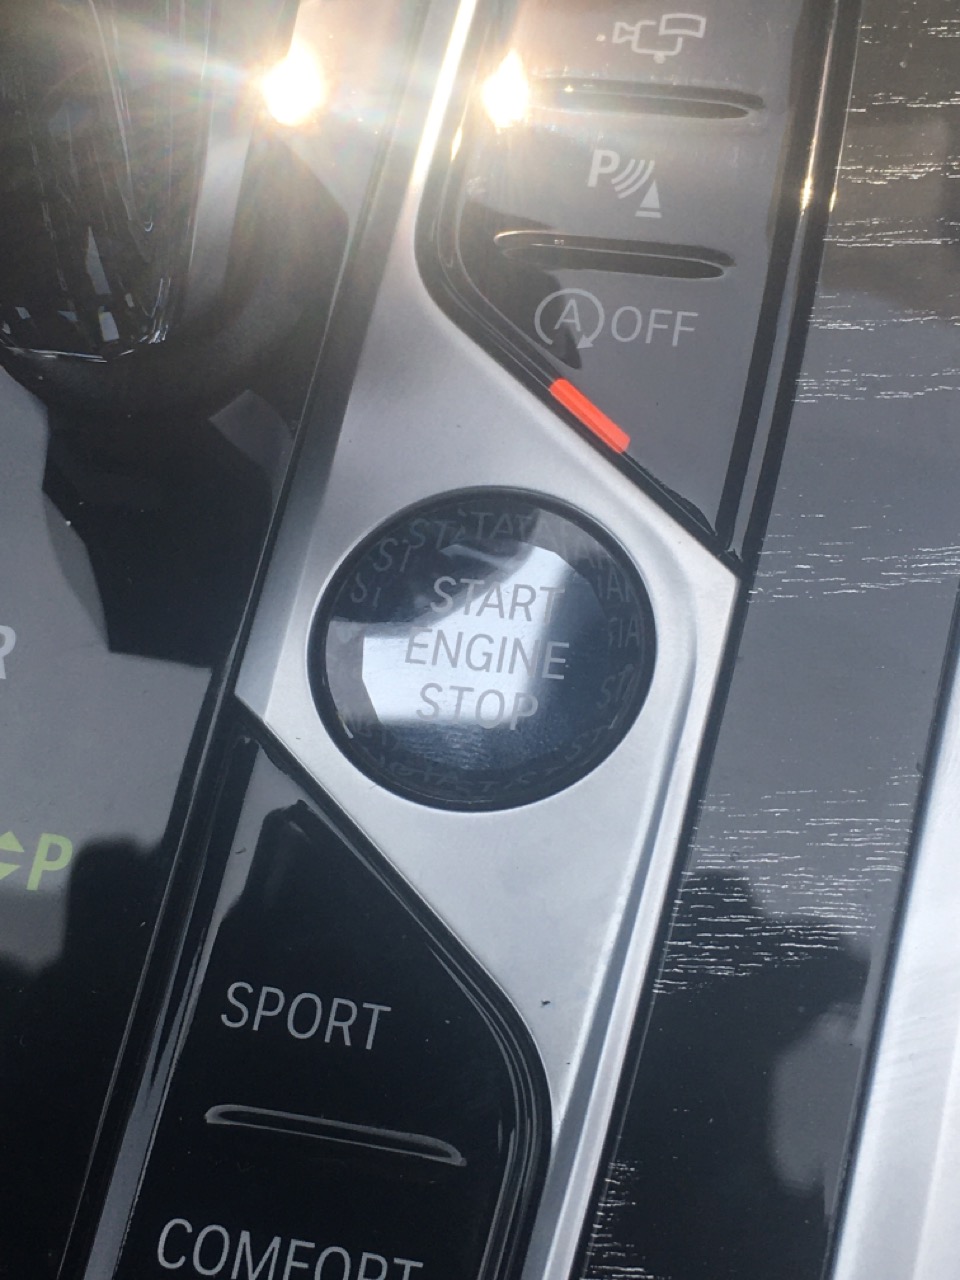 P
A OFF
START
ENGINE
STOP
R
P
SPORT
COMFORT